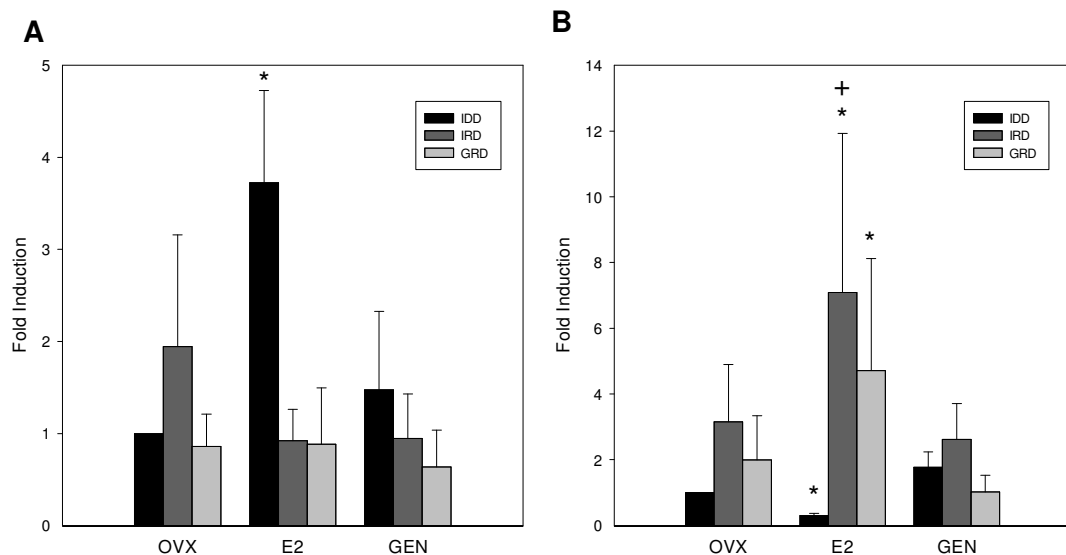 A
Fold Induction
5
4
3
2
1
0
*
IDD
IRD
GRD
OVX E2 GEN
B
Fold Induction
14
12
10
8
6
4
2
0
+
*
*
*
IDD
IRD
GRD
OVX E2 GEN